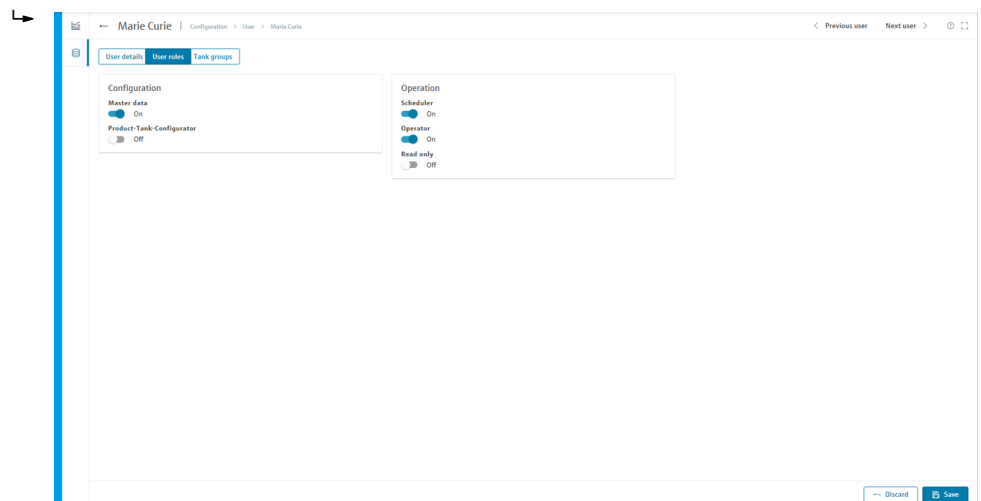 Marie Curie | Configuration > User > Marie Curie
< Previous user Next user >
User details User roles Tank groups
Configuration
Master data
On
Product-Tank-Configurator
Off
Operation
Scheduler
On
Operator
On
Read only
Off
Discard Save